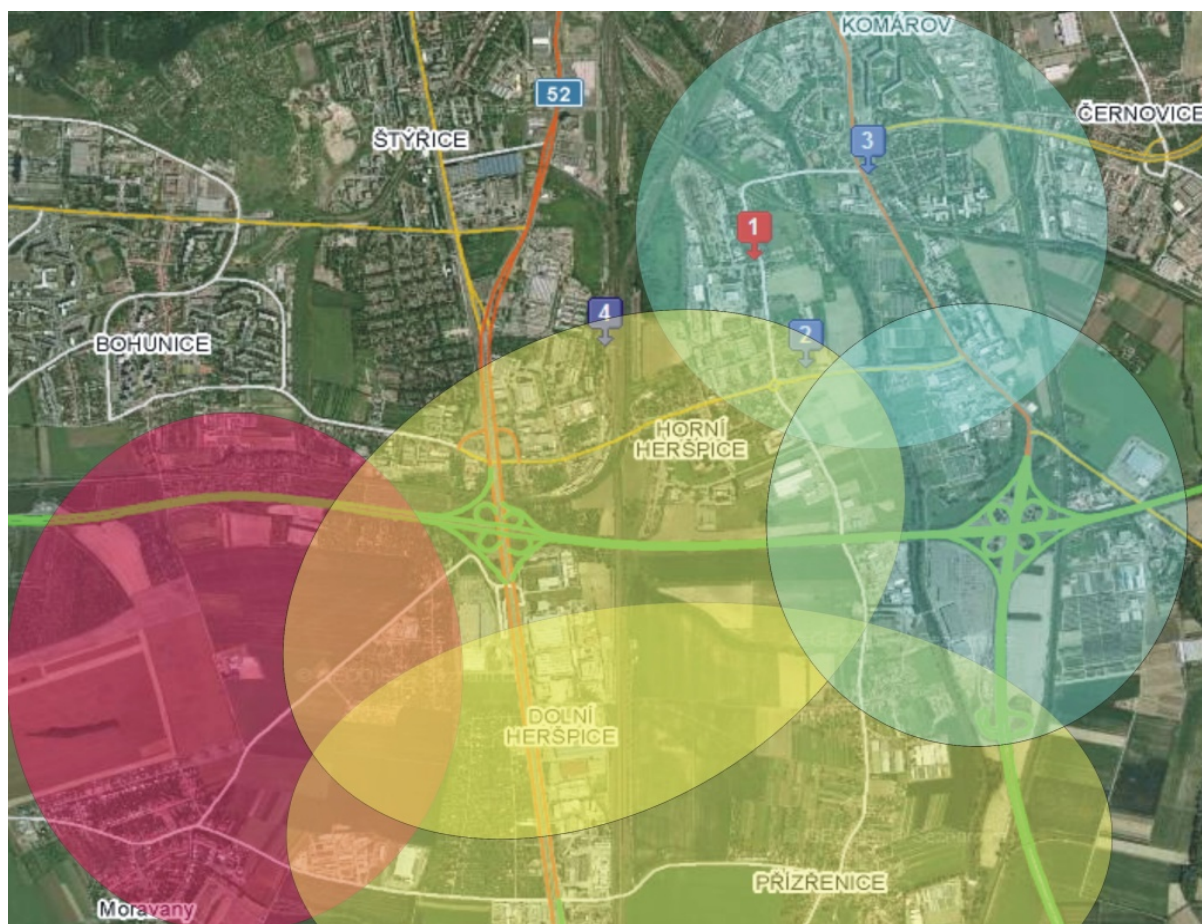 KOMÁROV
52
ČERNOVICE
ŠTÝŘICE
3
1
4
2
BOHUNICE
HORNÍ
HERŠPICE
DOLNÍ
HERŠPICE
PŘÍZŘENICE
Moravany